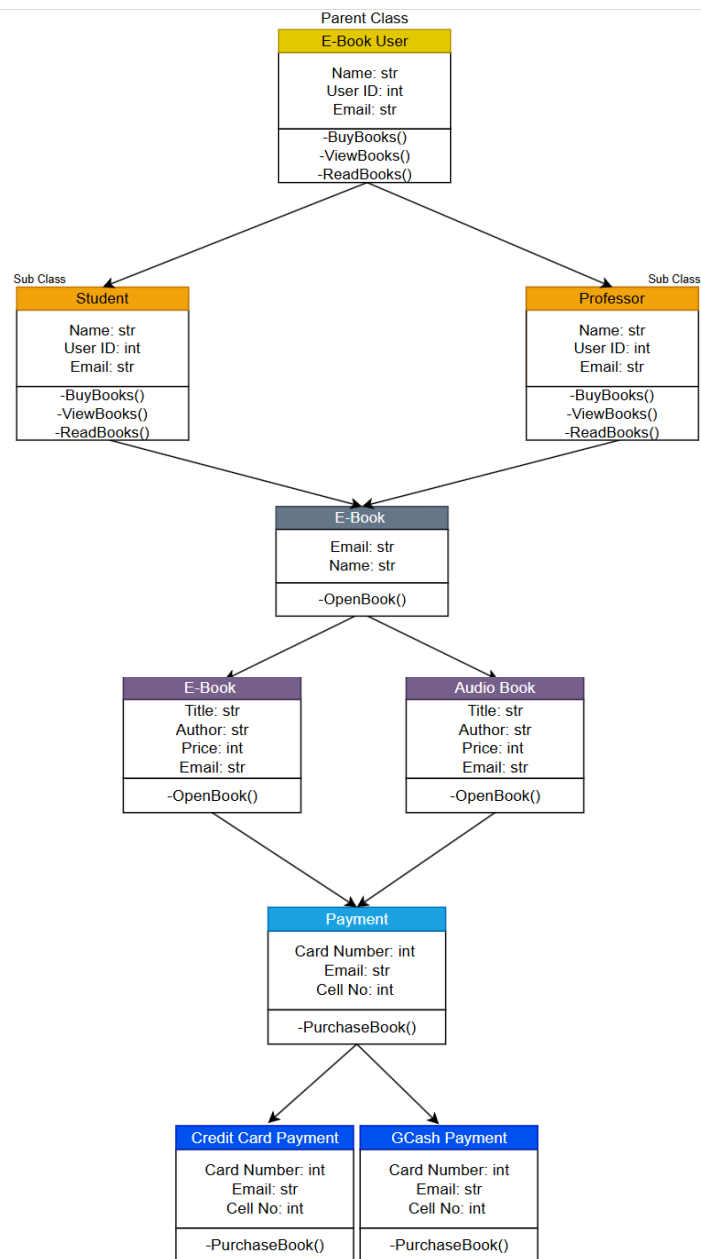 Parent Class
E-Book User
Name: str
User ID: int
Email: str
-BuyBooks()
-ViewBooks()
-ReadBooks()
Sub Class
Student
Name: str
User ID: int
Email: str
-BuyBooks()
-ViewBooks()
-ReadBooks()
Sub Class
Professor
Name: str
User ID: int
Email: str
-BuyBooks()
-ViewBooks()
-ReadBooks()
E-Book
Email: str
Name: str
-OpenBook()
E-Book
Title: str
Author: str
Price: int
Email: str
-OpenBook()
Audio Book
Title: str
Author: str
Price: int
Email: str
-OpenBook()
Payment
Card Number: int
Email: str
Cell No: int
-PurchaseBook()
Credit Card Payment
Card Number: int
Email: str
Cell No: int
-PurchaseBook()
GCash Payment
Card Number: int
Email: str
Cell No: int
-PurchaseBook()